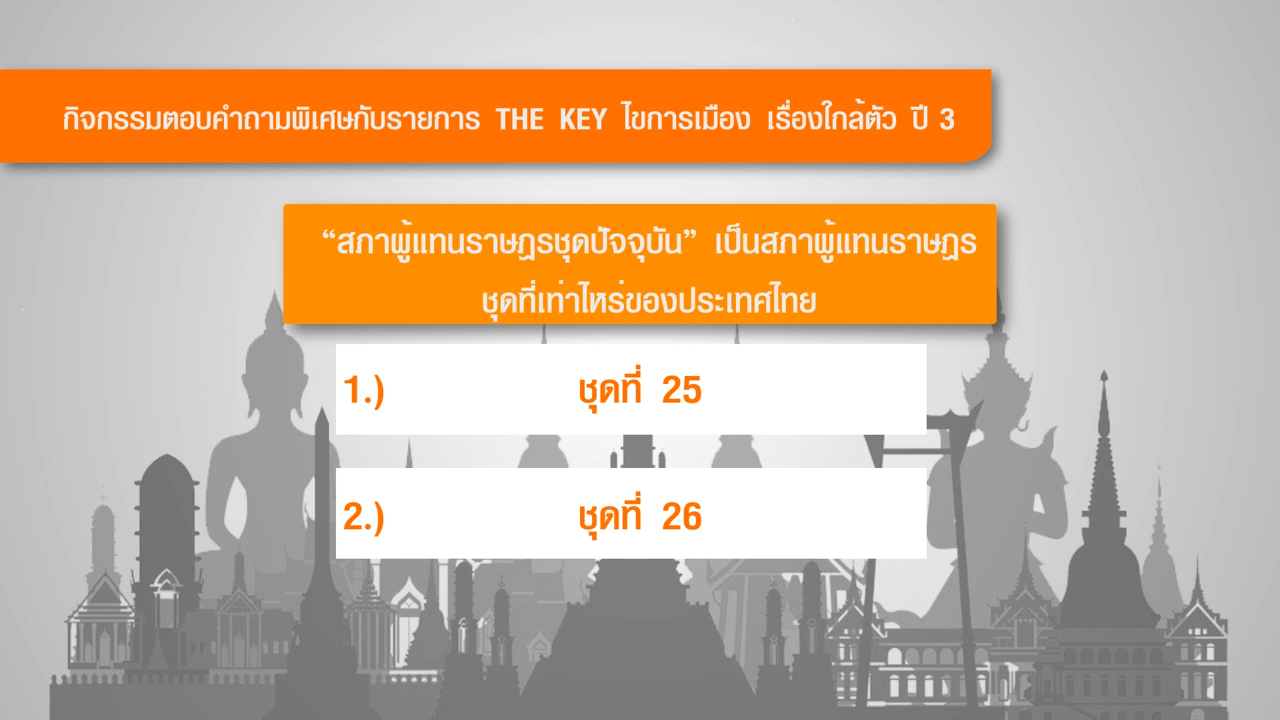 กิจกรรมตอบคำถามพิเศษกับรายการ THE KEY ไขการเมือง เรื่องใกล้ตัว ปี 3
“สภาผู้แทนราษฎรชุดปัจจุบัน” เป็นสภาผู้แทนราษฎร
ชุดที่เท่าไหร่ของประเทศไทย
1.) ชุดที่ 25
2.) ชุดที่ 26